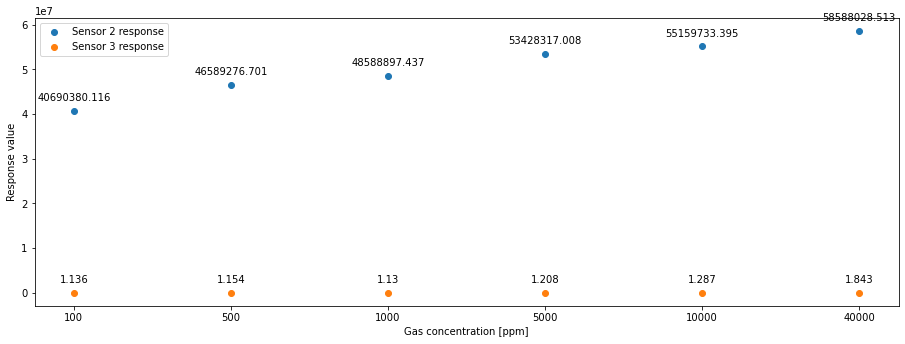 1e7
58588028.513
6
Sensor 2 response
Sensor 3 response
55159733.395
53428317.008
5
48588897.437
46589276.701
40690380.116
4
Response value
3
2
1
1.136 1.154 1.13 1.208 1.287 1.843
0
100 500 1000 5000 10000 40000
Gas concentration [ppm]